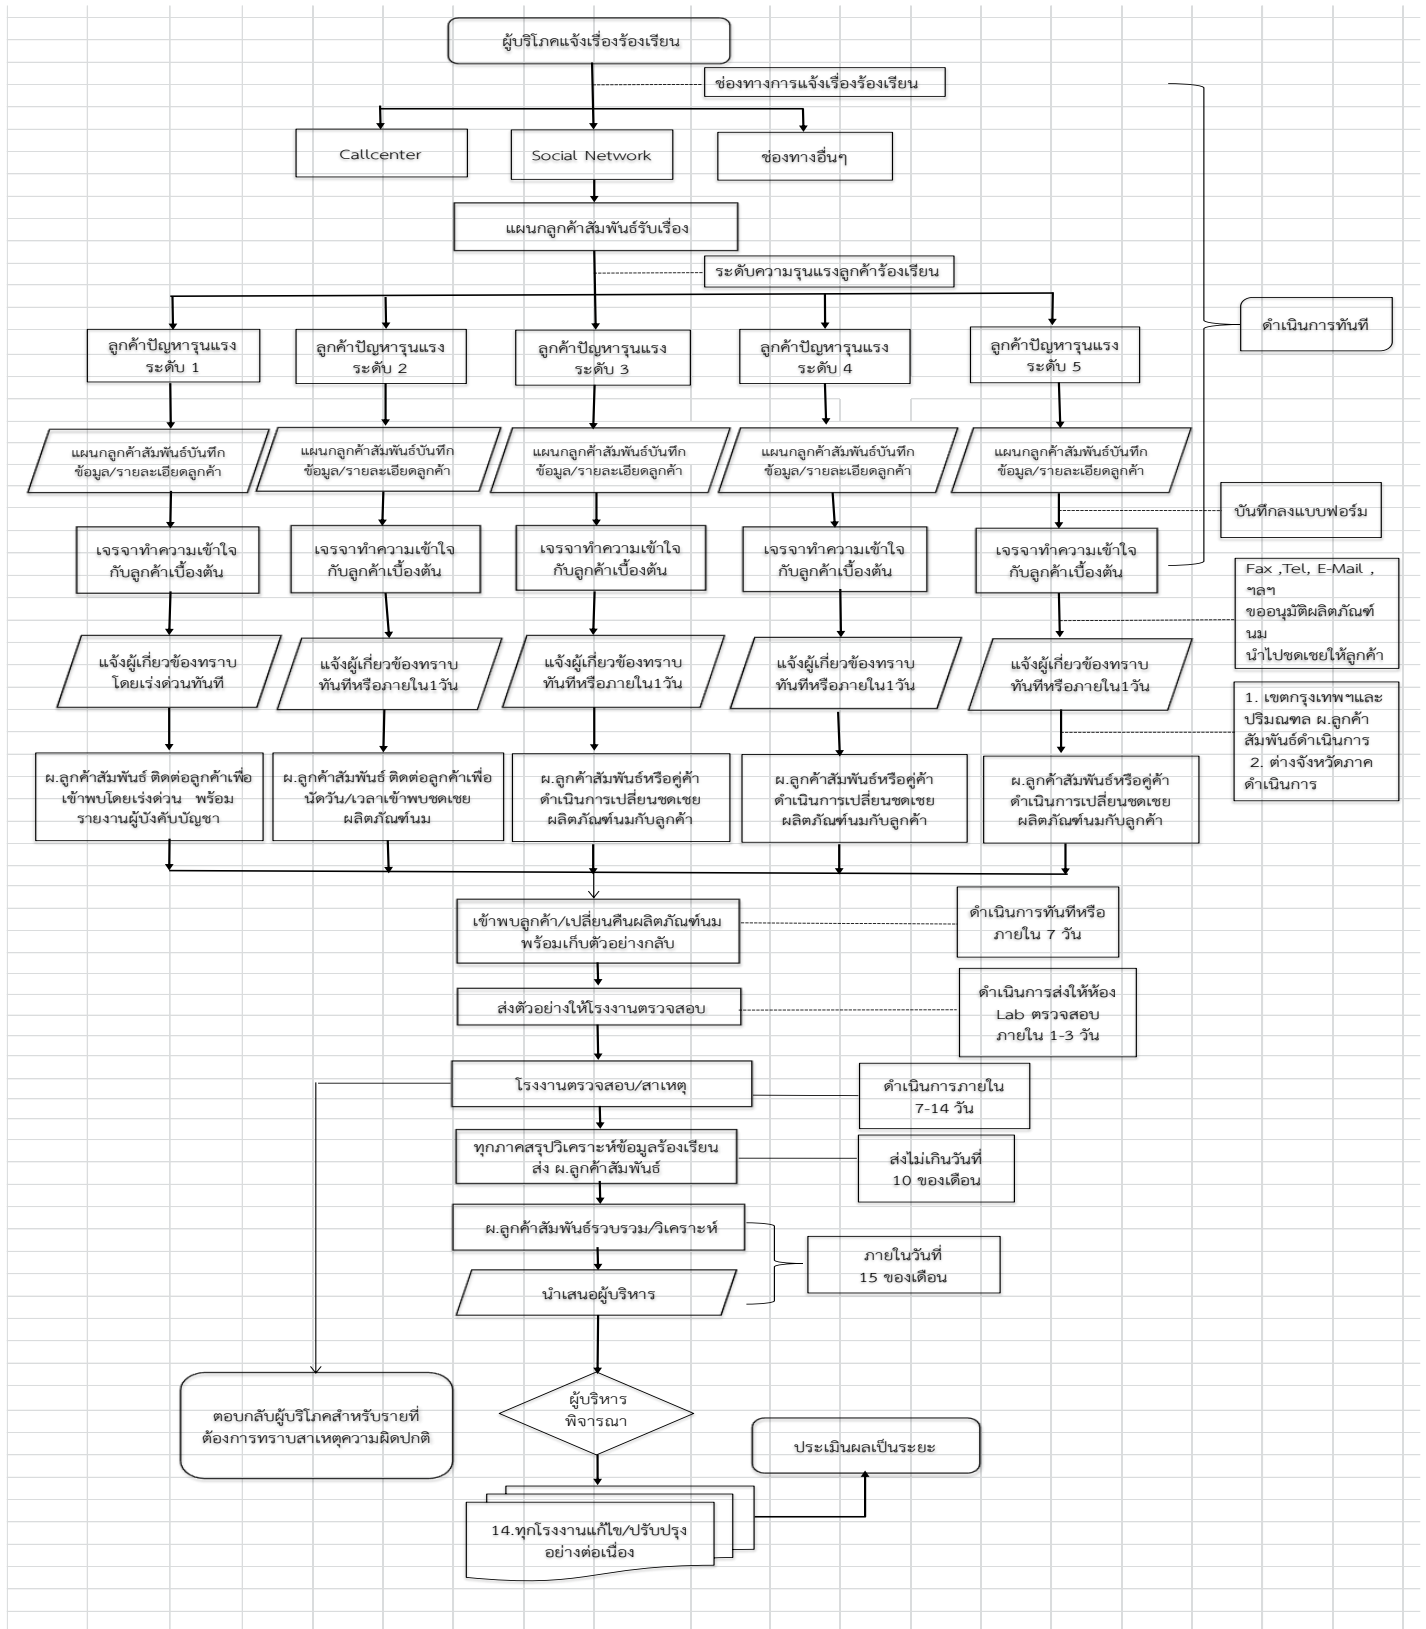 ผู้บริโภคแจ้งเรื่องร้องเรียน
ช่องทางการแจ้งเรื่องร้องเรียน
Callcenter
Social Network
ช่องทางอื่นๆ
แผนกลูกค้าสัมพันธ์รับเรื่อง
ระดับความรุนแรงลูกค้าร้องเรียน
ดำเนินการทันที
ลูกค้าปัญหารุนแรง
ระดับ 1
ลูกค้าปัญหารุนแรง
ระดับ 2
ลูกค้าปัญหารุนแรง
ระดับ 3
ลูกค้าปัญหารุนแรง
ระดับ 4
ลูกค้าปัญหารุนแรง
ระดับ 5
แผนกลูกค้าสัมพันธ์บันทึก
ข้อมูล/รายละเอียดลูกค้า
แผนกลูกค้าสัมพันธ์บันทึก
ข้อมูล/รายละเอียดลูกค้า
แผนกลูกค้าสัมพันธ์บันทึก
ข้อมูล/รายละเอียดลูกค้า
แผนกลูกค้าสัมพันธ์บันทึก
ข้อมูล/รายละเอียดลูกค้า
แผนกลูกค้าสัมพันธ์บันทึก
ข้อมูล/รายละเอียดลูกค้า
บันทึกลงแบบฟอร์ม
เจรจาทำความเข้าใจ
กับลูกค้าเบื้องต้น
เจรจาทำความเข้าใจ
กับลูกค้าเบื้องต้น
เจรจาทำความเข้าใจ
กับลูกค้าเบื้องต้น
เจรจาทำความเข้าใจ
กับลูกค้าเบื้องต้น
เจรจาทำความเข้าใจ
กับลูกค้าเบื้องต้น
Fax ,Tel, E-Mail ,
ฯลฯ
ขออนุมัติผลิตภัณฑ์
นม
นำไปชดเชยให้ลูกค้า
แจ้งผู้เกี่ยวข้องทราบ
โดยเร่งด่วนทันที
แจ้งผู้เกี่ยวข้องทราบ
ทันทีหรือภายใน1วัน
แจ้งผู้เกี่ยวข้องทราบ
ทันทีหรือภายใน1วัน
แจ้งผู้เกี่ยวข้องทราบ
ทันทีหรือภายใน1วัน
แจ้งผู้เกี่ยวข้องทราบ
ทันทีหรือภายใน1วัน
1. เขตกรุงเทพฯและ
ปริมณฑล ผ.ลูกค้า
สัมพันธ์ดำเนินการ
2. ต่างจังหวัดภาค
ดำเนินการ
ผ.ลูกค้าสัมพันธ์ ติดต่อลูกค้าเพื่อ
เข้าพบโดยเร่งด่วน พร้อม
รายงานผู้บังคับบัญชา
ผ.ลูกค้าสัมพันธ์ ติดต่อลูกค้าเพื่อ
นัดวัน/เวลาเข้าพบชดเชย
ผลิตภัณฑ์นม
ผ.ลูกค้าสัมพันธ์หรือคู่ค้า
ดำเนินการเปลี่ยนชดเชย
ผลิตภัณฑ์นมกับลูกค้า
ผ.ลูกค้าสัมพันธ์หรือคู่ค้า
ดำเนินการเปลี่ยนชดเชย
ผลิตภัณฑ์นมกับลูกค้า
ผ.ลูกค้าสัมพันธ์หรือคู่ค้า
ดำเนินการเปลี่ยนชดเชย
ผลิตภัณฑ์นมกับลูกค้า
เข้าพบลูกค้า/เปลี่ยนคืนผลิตภัณฑ์นม
พร้อมเก็บตัวอย่างกลับ
ดำเนินการทันทีหรือ
ภายใน 7 วัน
ส่งตัวอย่างให้โรงงานตรวจสอบ
ดำเนินการส่งให้ห้อง
Lab ตรวจสอบ
ภายใน 1-3 วัน
โรงงานตรวจสอบ/สาเหตุ
ดำเนินการภายใน
7-14 วัน
ทุกภาคสรุปวิเคราะห์ข้อมูลร้องเรียน
ส่ง ผ.ลูกค้าสัมพันธ์
ส่งไม่เกินวันที่
10 ของเดือน
ผ.ลูกค้าสัมพันธ์รวบรวม/วิเคราะห์
ภายในวันที่
15 ของเดือน
นำเสนอผู้บริหาร
ผู้บริหาร
พิจารณา
ตอบกลับผู้บริโภคสำหรับรายที่
ต้องการทราบสาเหตุความผิดปกติ
ประเมินผลเป็นระยะ
14.ทุกโรงงานแก้ไข/ปรับปรุง
อย่างต่อเนื่อง